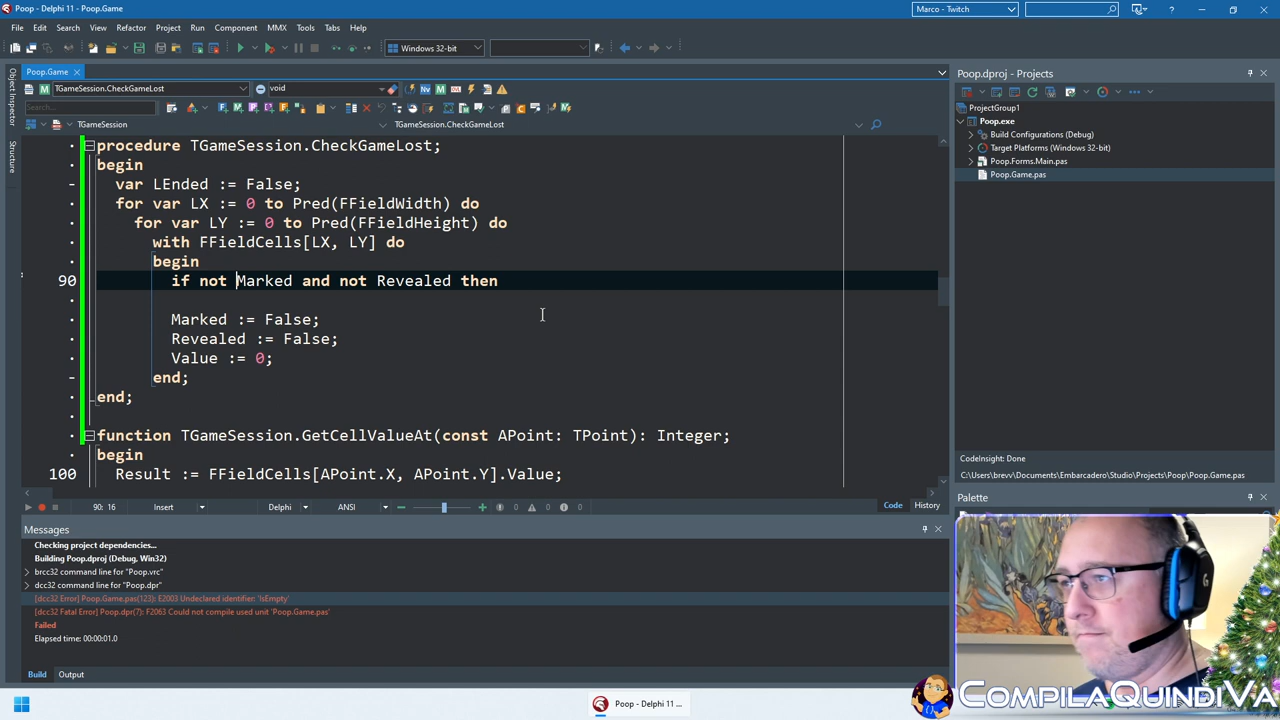 Poop - Delphi 11 - Poop.Game
Marco - Twitch
File Edit Search View Refactor Project Run Component MMX Tools Tabs Help
Windows 32-bit
Poop.Game
Poop.dproj - Projects
TGameSession.CheckGameLost
void
Search...
TGameSession
TGameSession.CheckGameLost
ProjectGroup1
Poop.exe
Build Configurations (Debug)
Target Platforms (Windows 32-bit)
Poop.Forms.Main.pas
Poop.Game.pas
Object Inspector
Structure
procedure TGameSession.CheckGameLost;
begin
var LEnded := False;
for var LX := 0 to Pred(FFieldWidth) do
for var LY := 0 to Pred(FFieldHeight) do
with FFieldCells[LX, LY] do
begin
90 if not Marked and not Revealed then
Marked := False;
Revealed := False;
Value := 0;
end;
end;
function TGameSession.GetCellValueAt(const APoint: TPoint): Integer;
begin
100 Result := FFieldCells[APoint.X, APoint.Y].Value;
CodeInsight: Done
C:\Users\brevv\Documents\Embarcadero\Studio\Projects\Poop\Poop.Game.pas
90: 16 Insert Delphi ANSI 0 0 0 Code History
Palette
Messages
Checking project dependencies...
Building Poop.dproj (Debug, Win32)
brcc32 command line for "Poop.vrc"
dcc32 command line for "Poop.dpr"
[dcc32 Error] Poop.Game.pas(123): E2003 Undeclared identifier: 'IsEmpty'
[dcc32 Fatal Error] Poop.dpr(7): F2063 Could not compile used unit 'Poop.Game.pas'
Failed
Elapsed time: 00:00:01.0
Build Output
Poop - Delphi 11 ...
COMPILAQUINDIVA